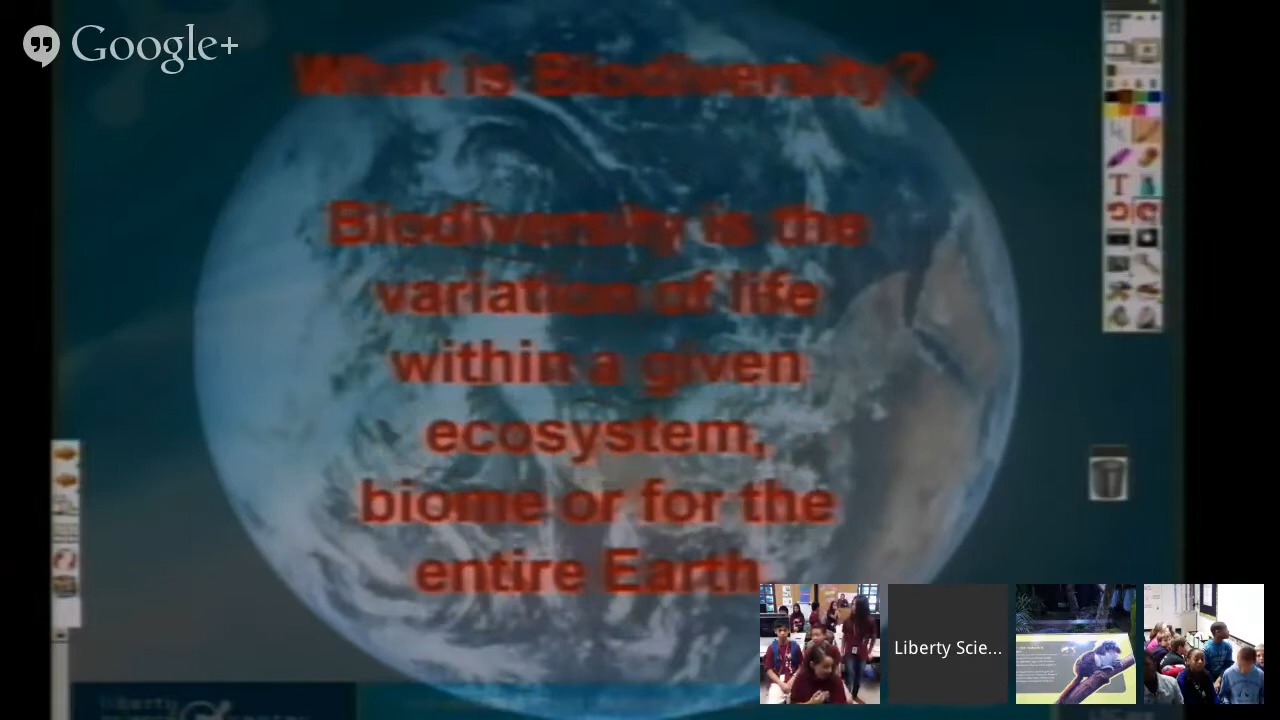 Google+
What is Biodiversity?
Biodiversity is the
variation of life
within a given
ecosystem,
biome or for the
entire Earth
Liberty Scie...